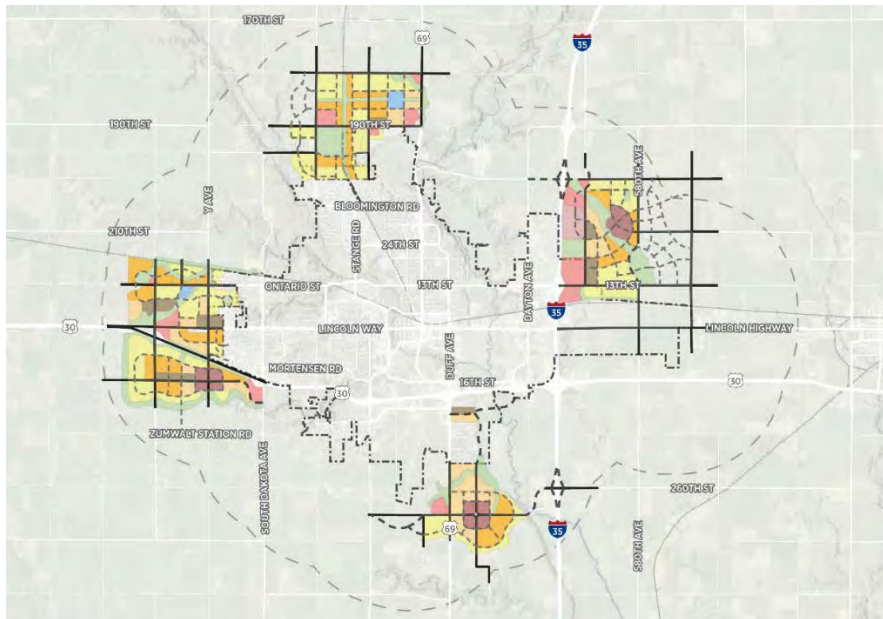 170TH ST
69
35
190TH ST
190TH ST
580TH AVE
Y AVE
BLOOMINGTON RD
210TH ST
STANGE RD
24TH ST
ONTARIO ST
13TH ST
DAYTON AVE
13TH ST
35
30
LINCOLN WAY
LINCOLN HIGHWAY
DUFF AVE
MORTENSEN RD
16TH ST
30
30
ZUMWALT STATION RD
SOUTH DAKOTA AVE
260TH ST
69
35
580TH AVE